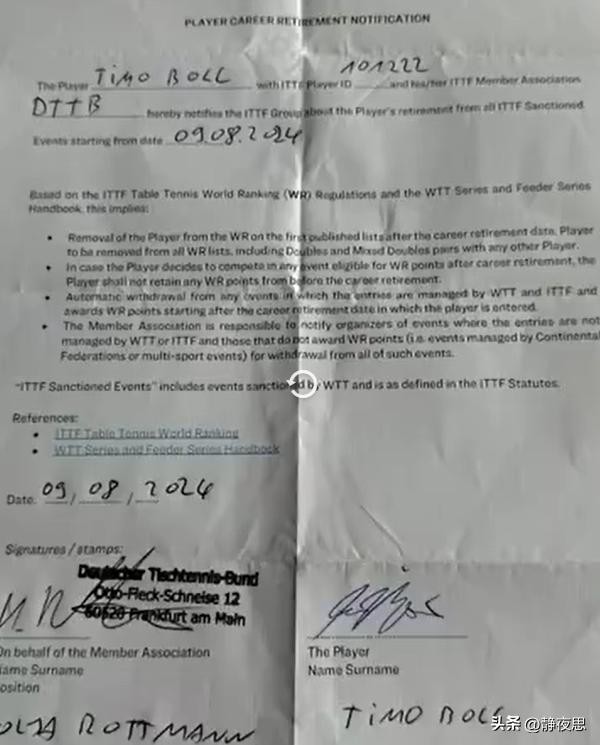 PLAYER CAREER RETIREMENT NOTIFICATION
The Player TIMO BOLL with ITTF Player ID 101222 and his/her ITTF Member Association
DTTB hereby notifies the ITTF Group about the Player's retirement from all ITTF Sanctioned
Events starting from date 09.08.2024
Based on the ITTF Table Tennis World Ranking (WR) Regulations and the WTT Series and Feeder Series
Handbook, this implies:
• Removal of the Player from the WR on the first published lists after the career retirement date. Player
to be removed from all WR lists, including Doubles and Mixed Doubles pairs with any other Player.
• In case the Player decides to compete in any event eligible for WR points after career retirement, the
Player shall not retain any WR points from before the career retirement.
• Automatic withdrawal from any events in which the entries are managed by WTT and ITTF and
awards WR points starting after the career retirement date in which the player is entered.
• The Member Association is responsible to notify organizers of events where the entries are not
managed by WTT or ITTF and those that do not award WR points (i.e. events managed by Continental
Federations or multi-sport events) for withdrawal from all of such events.
"ITTF Sanctioned Events" includes events sanctioned by WTT and is as defined in the ITTF Statutes.
References:
• ITTF Table Tennis World Ranking
• WTT Series and Feeder Series Handbook
Date: 09 / 08 / 2024
Signatures / stamps:
Deutscher Tischtennis-Bund
Otto-Fleck-Schneise 12
60528 Frankfurt am Main
On behalf of the Member Association
Name Surname
Position
The Player
Name Surname
ROTTMANN
TIMO BOLL
头条 @静夜思